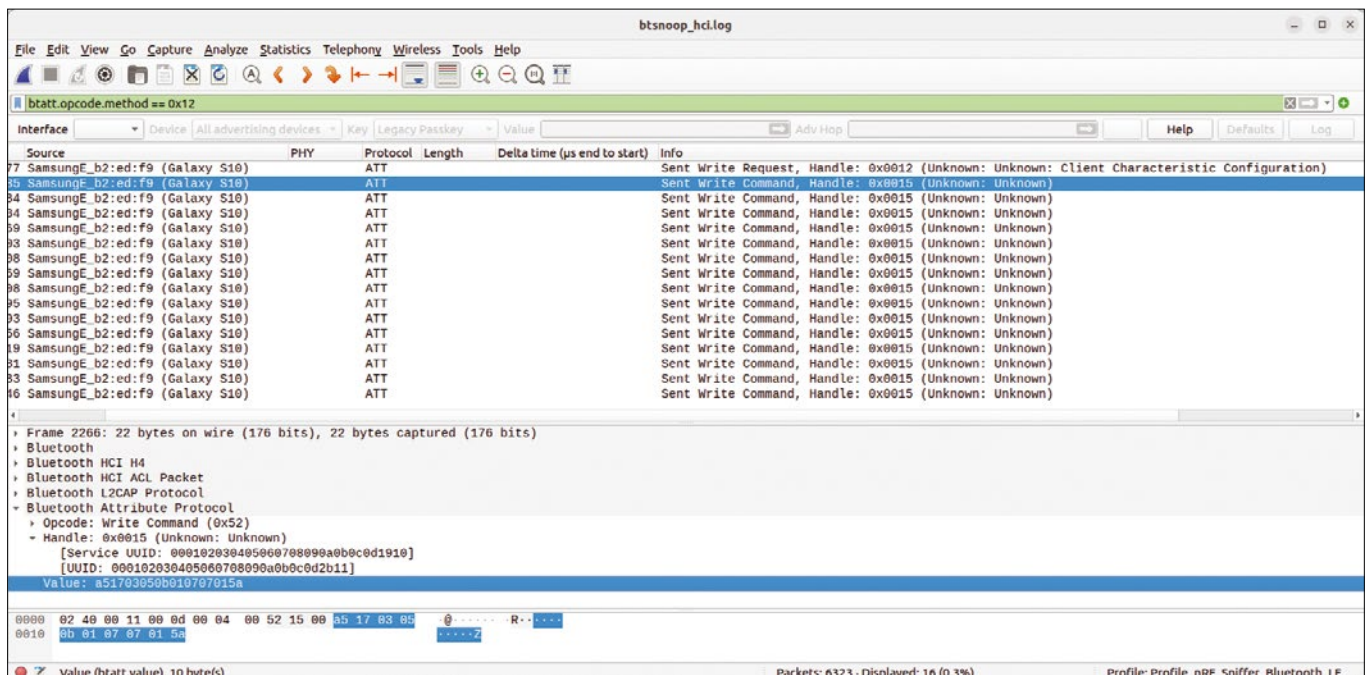 btsnoop_hci.log
File Edit View Go Capture Analyze Statistics Telephony Wireless Tools Help
btatt.opcode.method == 0x12
Interface Device All advertising devices Key Legacy Passkey Value Adv Hop Help Defaults Log
Source PHY Protocol Length Delta time (µs end to start) Info
77 SamsungE_b2:ed:f9 (Galaxy S10) ATT Sent Write Request, Handle: 0x0012 (Unknown: Unknown: Client Characteristic Configuration)
35 SamsungE_b2:ed:f9 (Galaxy S10) ATT Sent Write Command, Handle: 0x0015 (Unknown: Unknown)
34 SamsungE_b2:ed:f9 (Galaxy S10) ATT Sent Write Command, Handle: 0x0015 (Unknown: Unknown)
34 SamsungE_b2:ed:f9 (Galaxy S10) ATT Sent Write Command, Handle: 0x0015 (Unknown: Unknown)
59 SamsungE_b2:ed:f9 (Galaxy S10) ATT Sent Write Command, Handle: 0x0015 (Unknown: Unknown)
93 SamsungE_b2:ed:f9 (Galaxy S10) ATT Sent Write Command, Handle: 0x0015 (Unknown: Unknown)
98 SamsungE_b2:ed:f9 (Galaxy S10) ATT Sent Write Command, Handle: 0x0015 (Unknown: Unknown)
59 SamsungE_b2:ed:f9 (Galaxy S10) ATT Sent Write Command, Handle: 0x0015 (Unknown: Unknown)
98 SamsungE_b2:ed:f9 (Galaxy S10) ATT Sent Write Command, Handle: 0x0015 (Unknown: Unknown)
95 SamsungE_b2:ed:f9 (Galaxy S10) ATT Sent Write Command, Handle: 0x0015 (Unknown: Unknown)
93 SamsungE_b2:ed:f9 (Galaxy S10) ATT Sent Write Command, Handle: 0x0015 (Unknown: Unknown)
56 SamsungE_b2:ed:f9 (Galaxy S10) ATT Sent Write Command, Handle: 0x0015 (Unknown: Unknown)
19 SamsungE_b2:ed:f9 (Galaxy S10) ATT Sent Write Command, Handle: 0x0015 (Unknown: Unknown)
31 SamsungE_b2:ed:f9 (Galaxy S10) ATT Sent Write Command, Handle: 0x0015 (Unknown: Unknown)
33 SamsungE_b2:ed:f9 (Galaxy S10) ATT Sent Write Command, Handle: 0x0015 (Unknown: Unknown)
46 SamsungE_b2:ed:f9 (Galaxy S10) ATT Sent Write Command, Handle: 0x0015 (Unknown: Unknown)
Frame 2266: 22 bytes on wire (176 bits), 22 bytes captured (176 bits)
Bluetooth
Bluetooth HCI H4
Bluetooth HCI ACL Packet
Bluetooth L2CAP Protocol
Bluetooth Attribute Protocol
Opcode: Write Command (0x52)
Handle: 0x0015 (Unknown: Unknown)
[Service UUID: 000102030405060708090a0b0c0d1910]
[UUID: 000102030405060708090a0b0c0d2b11]
Value: a51703050b010707015a
0000 02 40 00 11 00 0d 00 04 00 52 15 00 a5 17 03 05 ·@······ ·R······
0010 0b 01 07 07 01 5a ·····Z
Value (btatt.value), 10 byte(s) Packets: 6323 · Displayed: 16 (0.3%) Profile: Profile_nRF_Sniffer_Bluetooth_LE